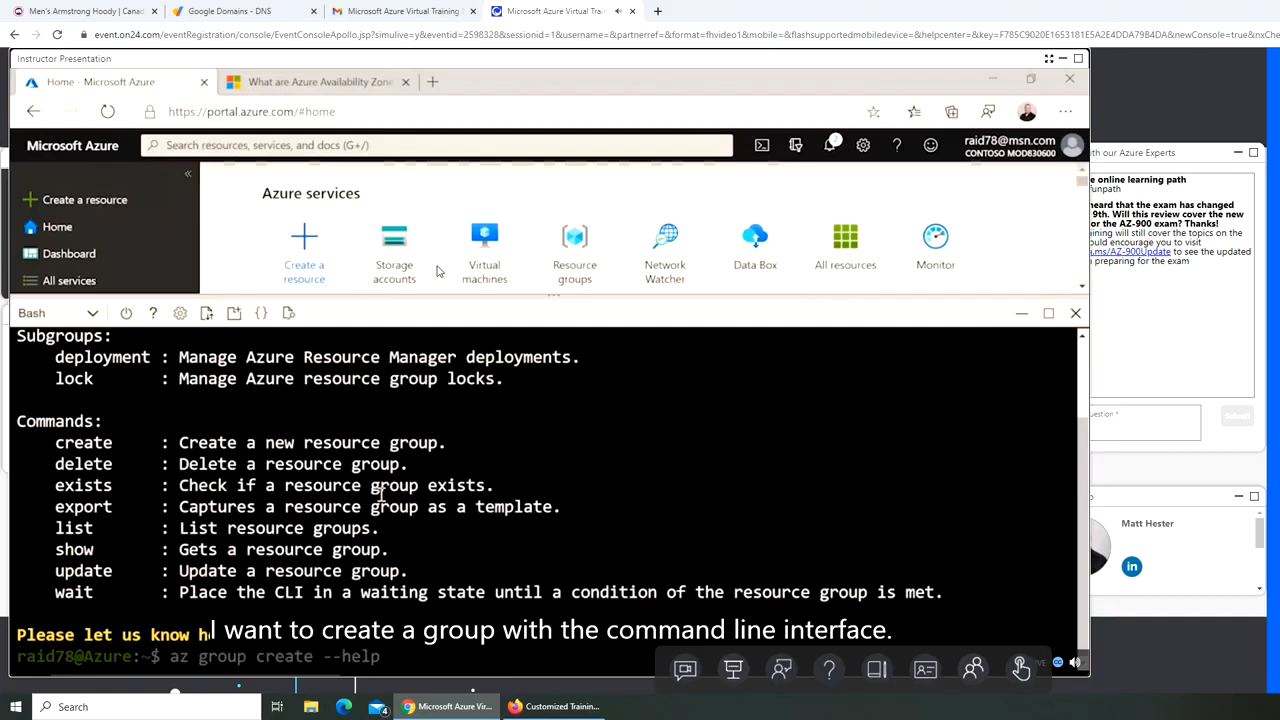 Men's Armstrong Hoody | Canad
Google Domains - DNS
Microsoft Azure Virtual Training
Microsoft Azure Virtual Train
event.on24.com/eventRegistration/console/EventConsoleApollo.jsp?simulive=y&eventid=2598328&sessionid=1&username=&partnerref=&format=fhvideo1&mobile=&flashsupportedmobiledevice=&helpcenter=&key=F785C9020E1653181E5A2E4DDA79B4DA&newConsole=true&nxChe
Instructor Presentation
Home - Microsoft Azure
What are Azure Availability Zone
https://portal.azure.com/#home
Microsoft Azure
Search resources, services, and docs (G+/)
raid78@msn.com
CONTOSO MOD830600
Create a resource
Home
Dashboard
All services
Azure services
Create a resource
Storage accounts
Virtual machines
Resource groups
Network Watcher
Data Box
All resources
Monitor
Bash
Subgroups:
deployment : Manage Azure Resource Manager deployments.
lock : Manage Azure resource group locks.
Commands:
create : Create a new resource group.
delete : Delete a resource group.
exists : Check if a resource group exists.
export : Captures a resource group as a template.
list : List resource groups.
show : Gets a resource group.
update : Update a resource group.
wait : Place the CLI in a waiting state until a condition of the resource group is met.
Please let us know
I want to create a group with the command line interface.
raid78@Azure:~$ az group create --help
ith our Azure Experts
e online learning path
unpath
heard that the exam has changed
9th. Will this review cover the new
or the AZ-900 exam? Thanks!
ining will still cover the topics on the
ould encourage you to visit
.ms/AZ-900Update to see the updated
n preparing for the exam
uestion *
Submit
Matt Hester
in
Search
4
Microsoft Azure Vir...
Customized Trainin...